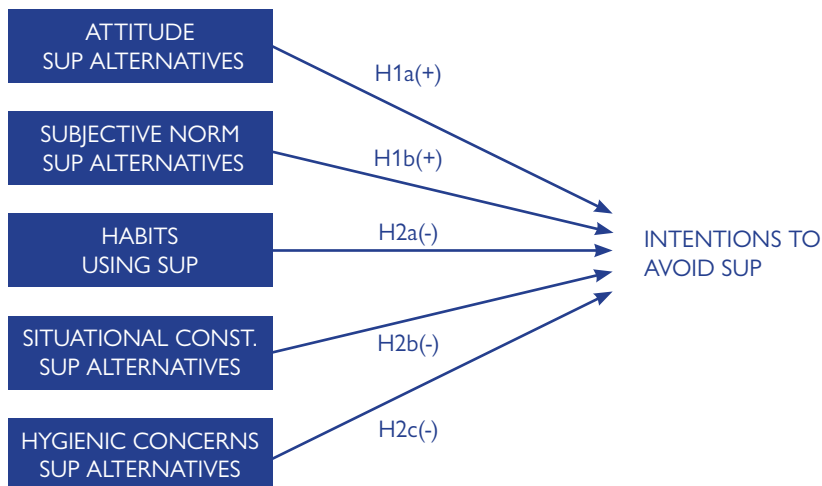 ATTITUDE
SUP ALTERNATIVES
H1a(+)
SUBJECTIVE NORM
SUP ALTERNATIVES
H1b(+)
HABITS
USING SUP
H2a(-)
INTENTIONS TO
AVOID SUP
SITUATIONAL CONST.
SUP ALTERNATIVES
H2b(-)
HYGIENIC CONCERNS
SUP ALTERNATIVES
H2c(-)